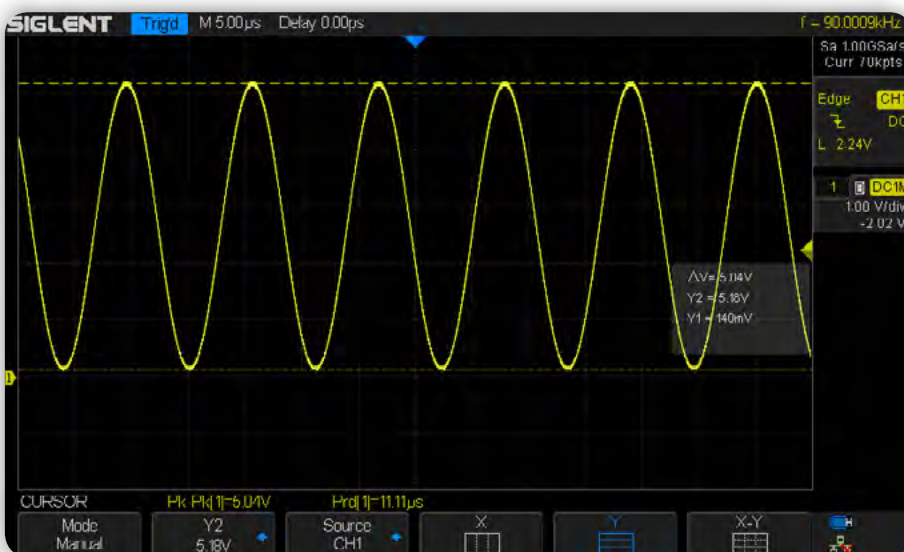 SIGLENT Trig'd M 5.00µs Delay 0.00µs f = 90.0009kHz
Sa 1.00GSa/s
Curr 70kpts
Edge CH1
DC
L 2.24V
1 DC1M
1.00 V/div
-2.02 V
ΔV= 5.04V
Y2 = 5.18V
Y1 = 140mV
1
CURSOR Pk-Pk[1]=5.04V Prd[1]=11.11µs
Mode
Manual
Y2
5.18V
Source
CH1
X
Y
X-Y